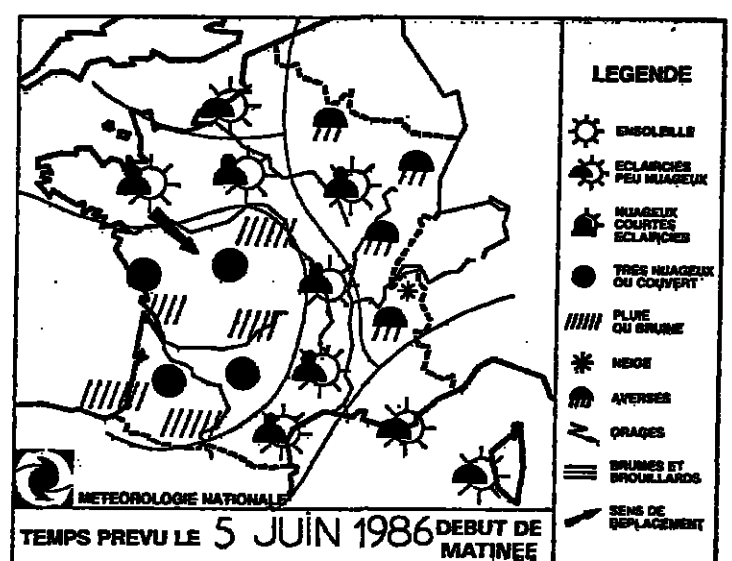 LEGENDE
ENSOLEILLE
ECLAIRCIES
PEU NUAGEUX
NUAGEUX
COURTES
ECLAIRCIES
TRES NUAGEUX
OU COUVERT
PLUIE
OU BRUINE
NEIGE
AVERSES
ORAGES
BRUMES ET
BROUILLARDS
SENS DE
DEPLACEMENT
METEOROLOGIE NATIONALE
TEMPS PREVU LE 5 JUIN 1986 DEBUT DE
MATINEE